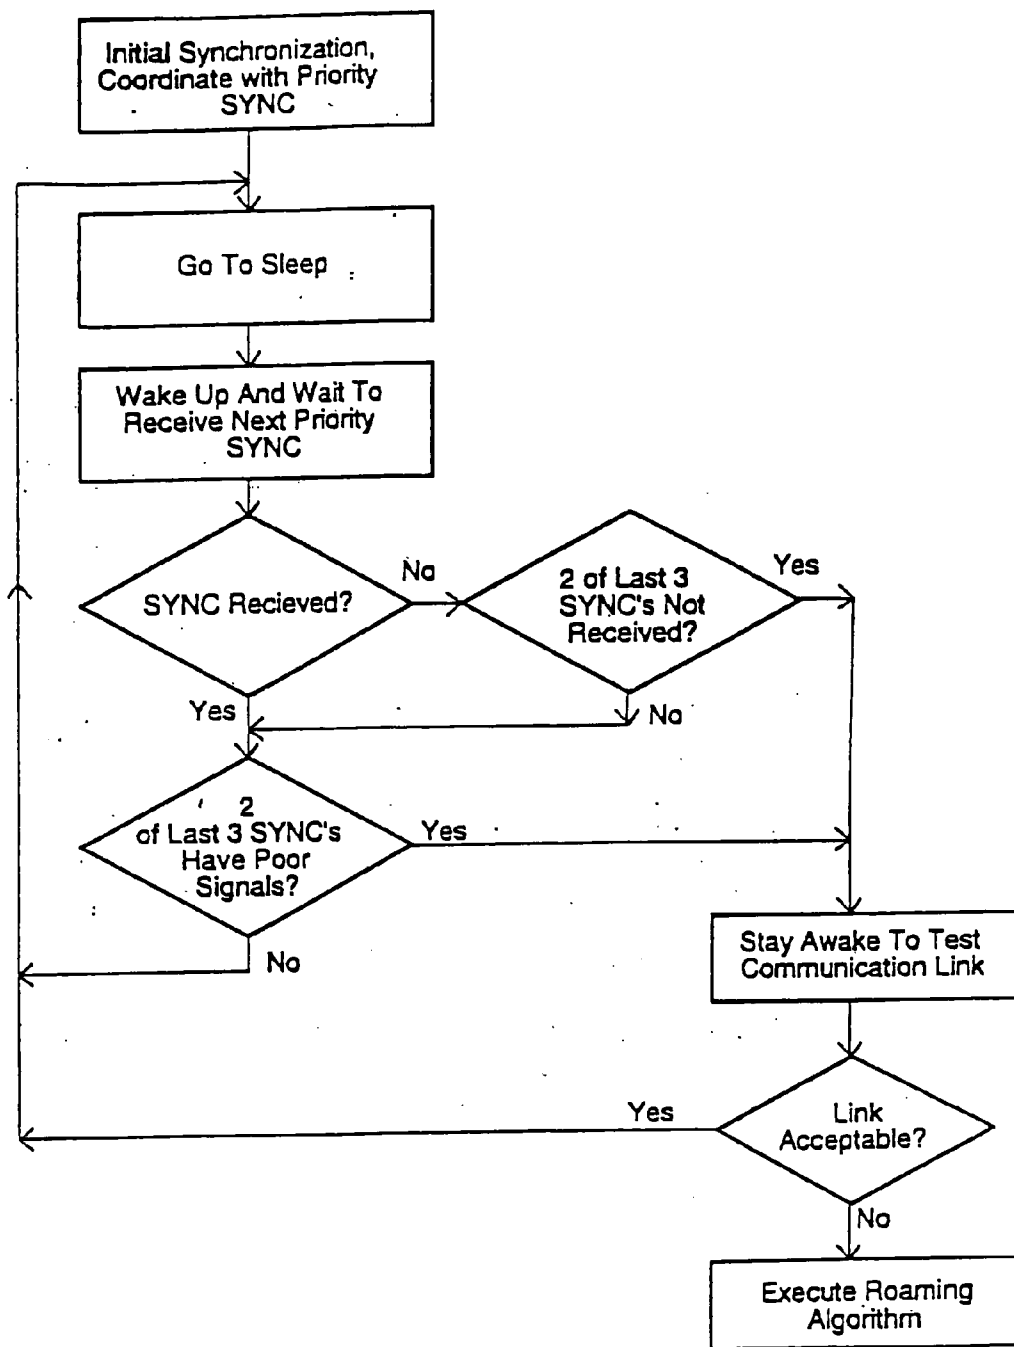 Initial Synchronization,
Coordinate with Priority
SYNC
Go To Sleep
Wake Up And Wait To
Receive Next Priority
SYNC
SYNC Recieved?
No
2 of Last 3
SYNC's Not
Received?
Yes
Yes
No
2
of Last 3 SYNC's
Have Poor
Signals?
Yes
No
Stay Awake To Test
Communication Link
Yes
Link
Acceptable?
No
Execute Roaming
Algorithm